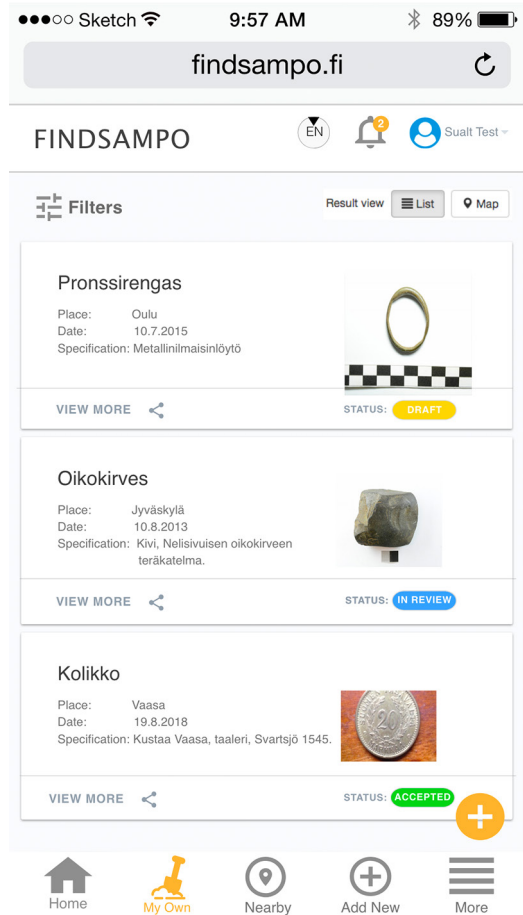 Sketch 9:57 AM 89%
findsampo.fi
FINDSAMPO EN 2 Sualt Test
Filters Result view List Map
Pronssirengas
Place: Oulu
Date: 10.7.2015
Specification: Metallinilmaisinlöytö
VIEW MORE STATUS: DRAFT
Oikokirves
Place: Jyväskylä
Date: 10.8.2013
Specification: Kivi, Nelisivuisen oikokirveen
teräkatelma.
VIEW MORE STATUS: IN REVIEW
Kolikko
Place: Vaasa
Date: 19.8.2018
Specification: Kustaa Vaasa, taaleri, Svartsjö 1545.
20
VIEW MORE STATUS: ACCEPTED
Home My Own Nearby Add New More